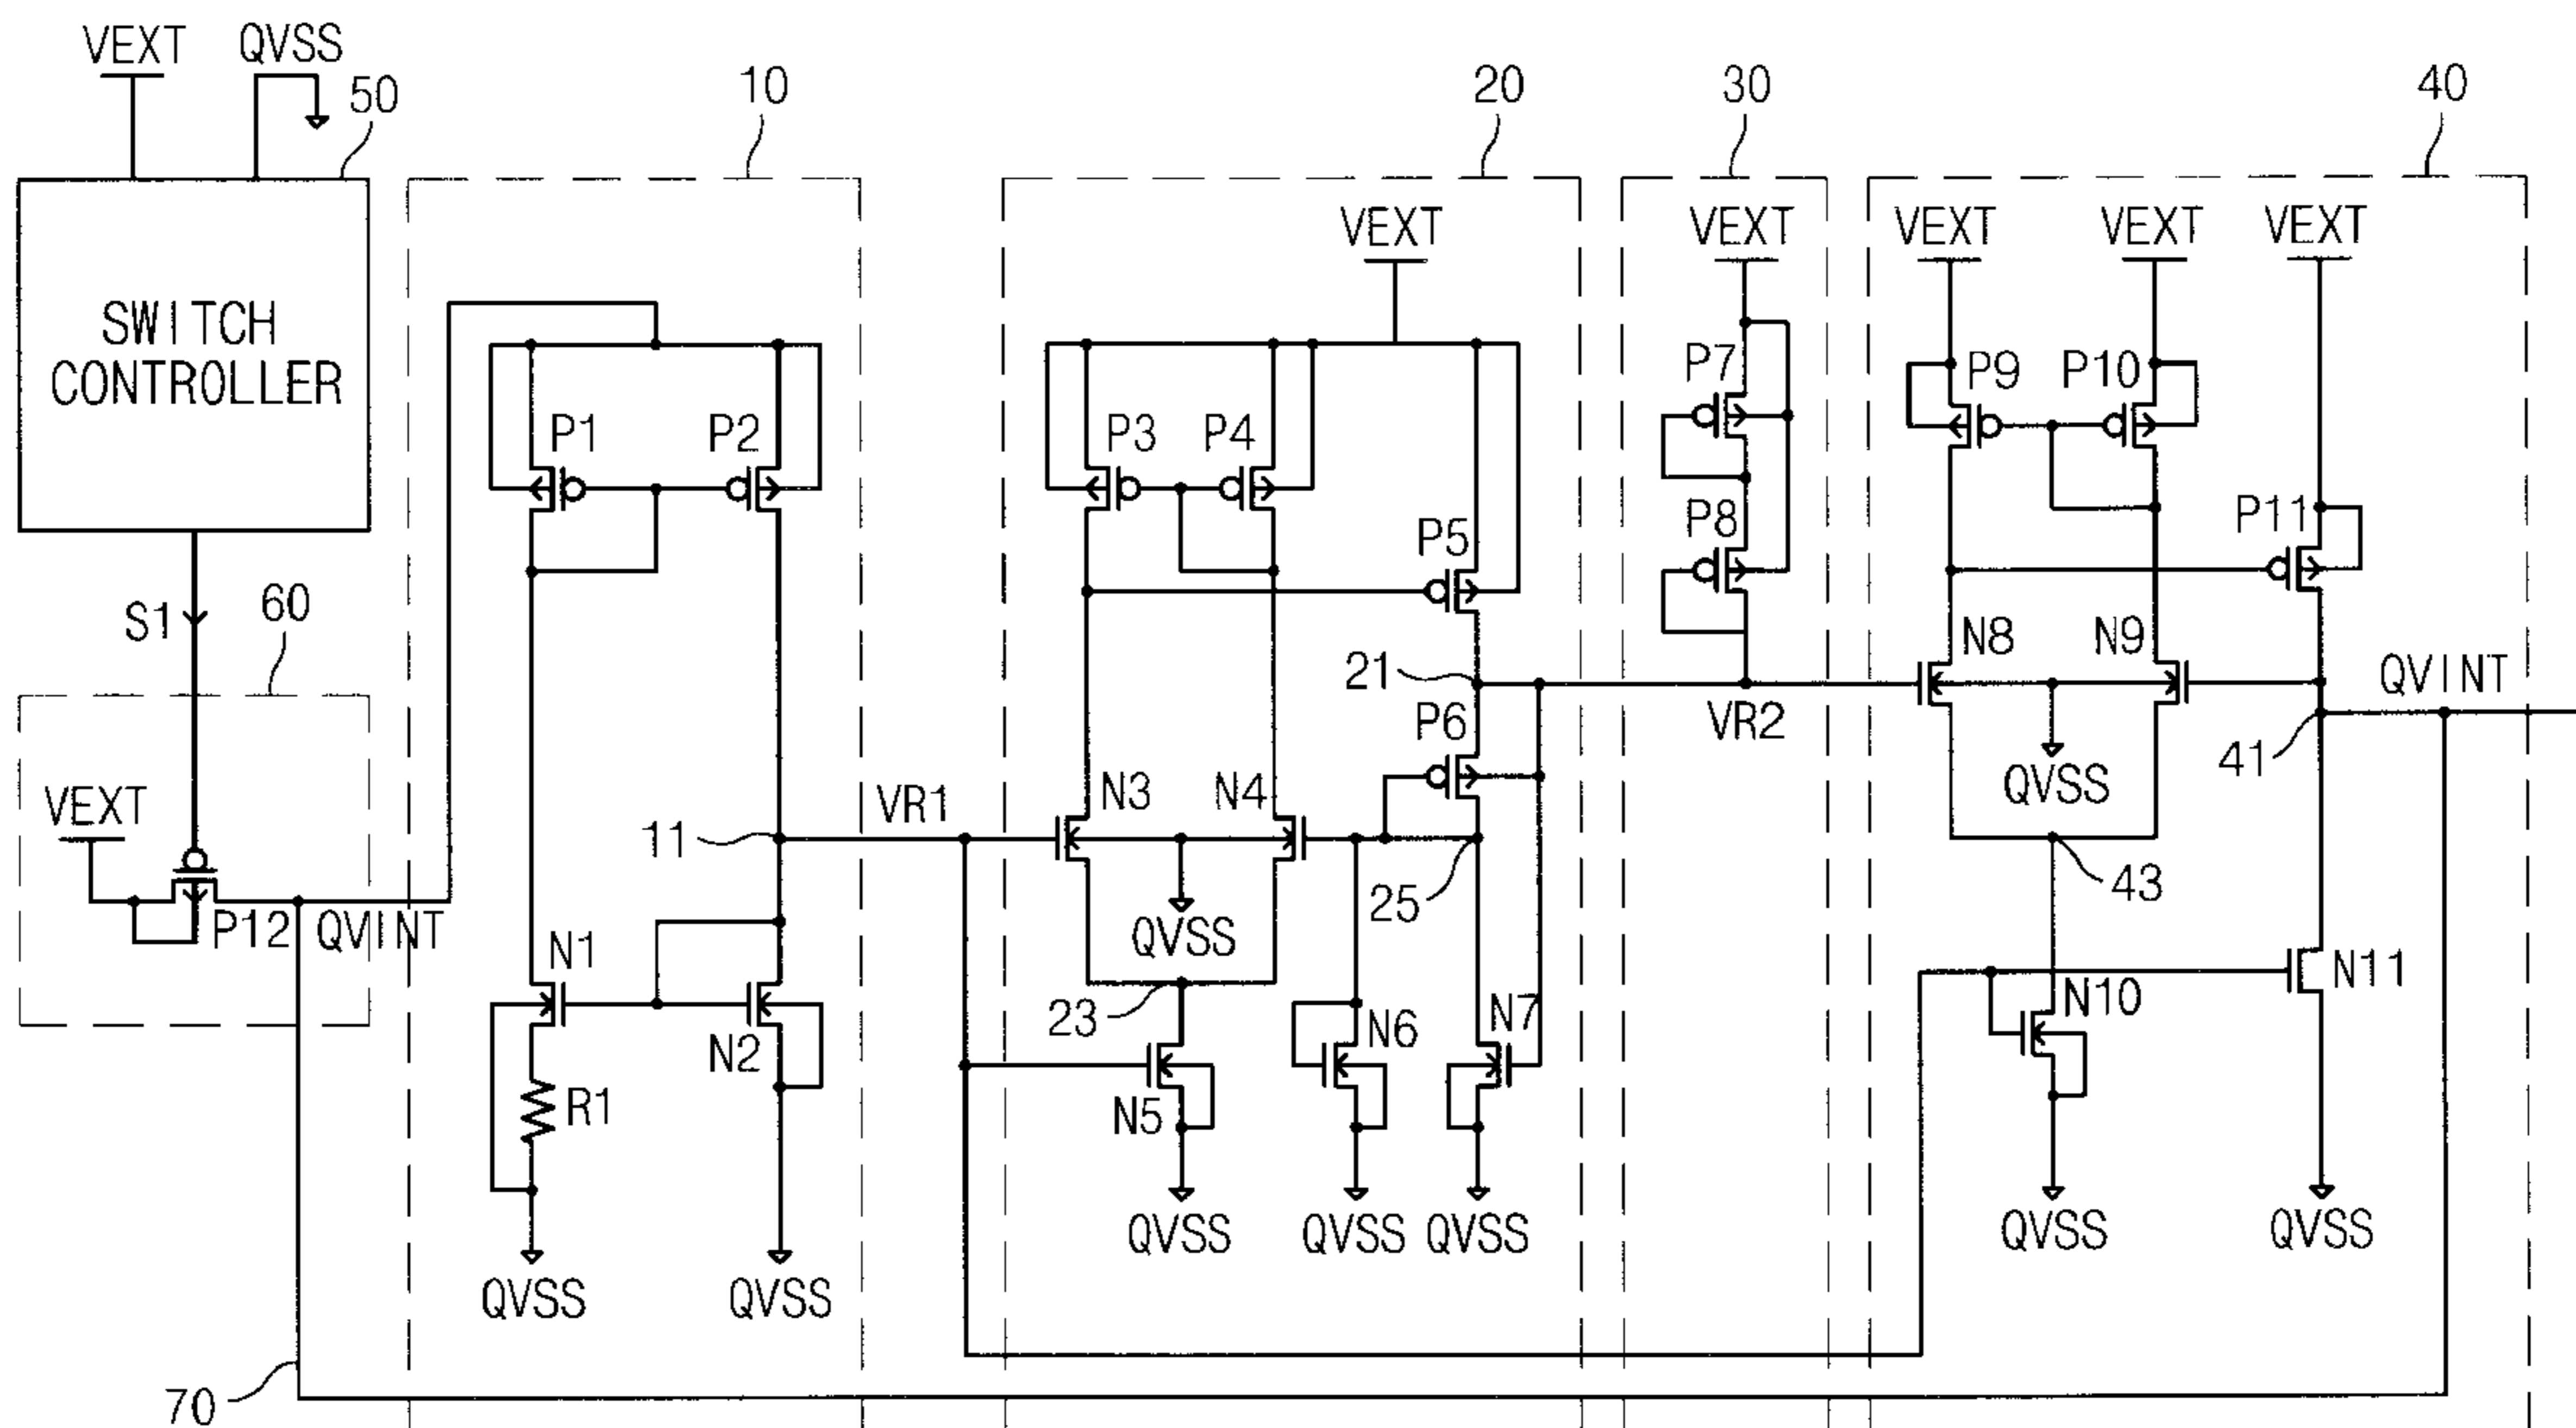 VEXT QVSS
50 10 20 30 40
SWITCH
CONTROLLER
VEXT VEXT VEXT VEXT VEXT
P1 P2 P3 P4 P5 P7 P8 P9 P10 P11
S1 60
21 N8 N9 QVINT
P6 VR2 41
QVSS
VEXT 11 VR1 N3 N4 25 43
P12 QVINT QVSS
N1 N2 23 N6 N7 N10 N11
R1 N5
QVSS QVSS QVSS QVSS QVSS QVSS QVSS
70